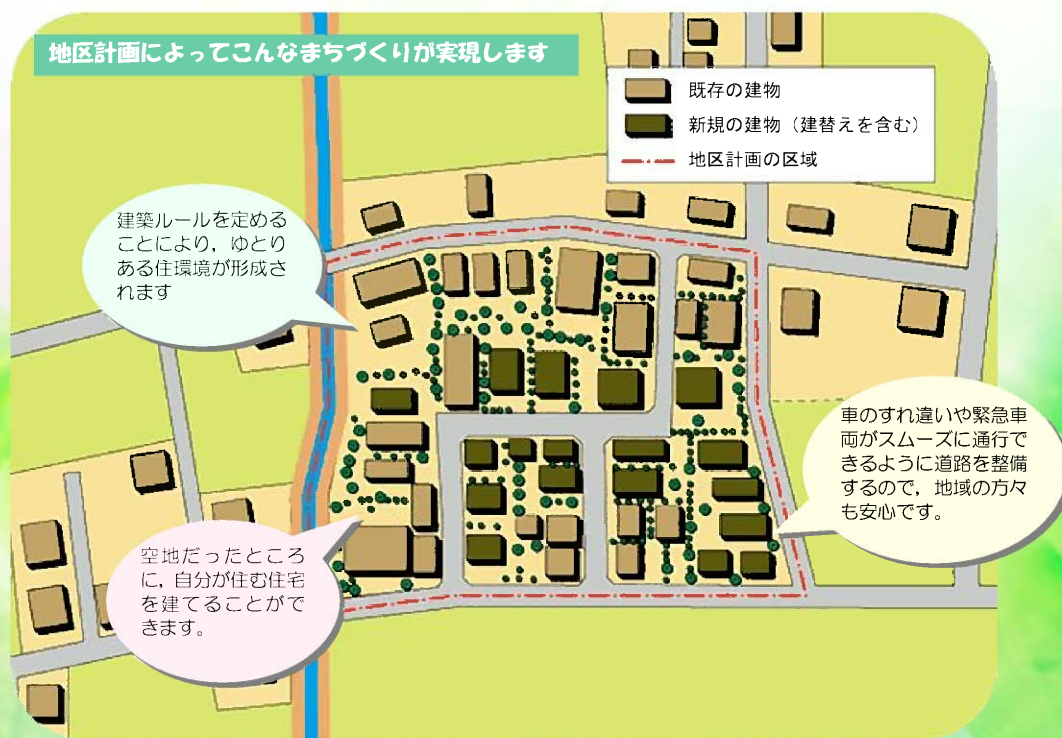 地区計画によってこんなまちづくりが実現します
既存の建物
新規の建物（建替えを含む）
地区計画の区域
建築ルールを定める
ことにより，ゆとり
ある住環境が形成さ
れます
車のすれ違いや緊急車
両がスムーズに通行で
きるように道路を整備
するので，地域の方々
も安心です。
空地だったところ
に，自分が住む住宅
を建てることがで
きます。